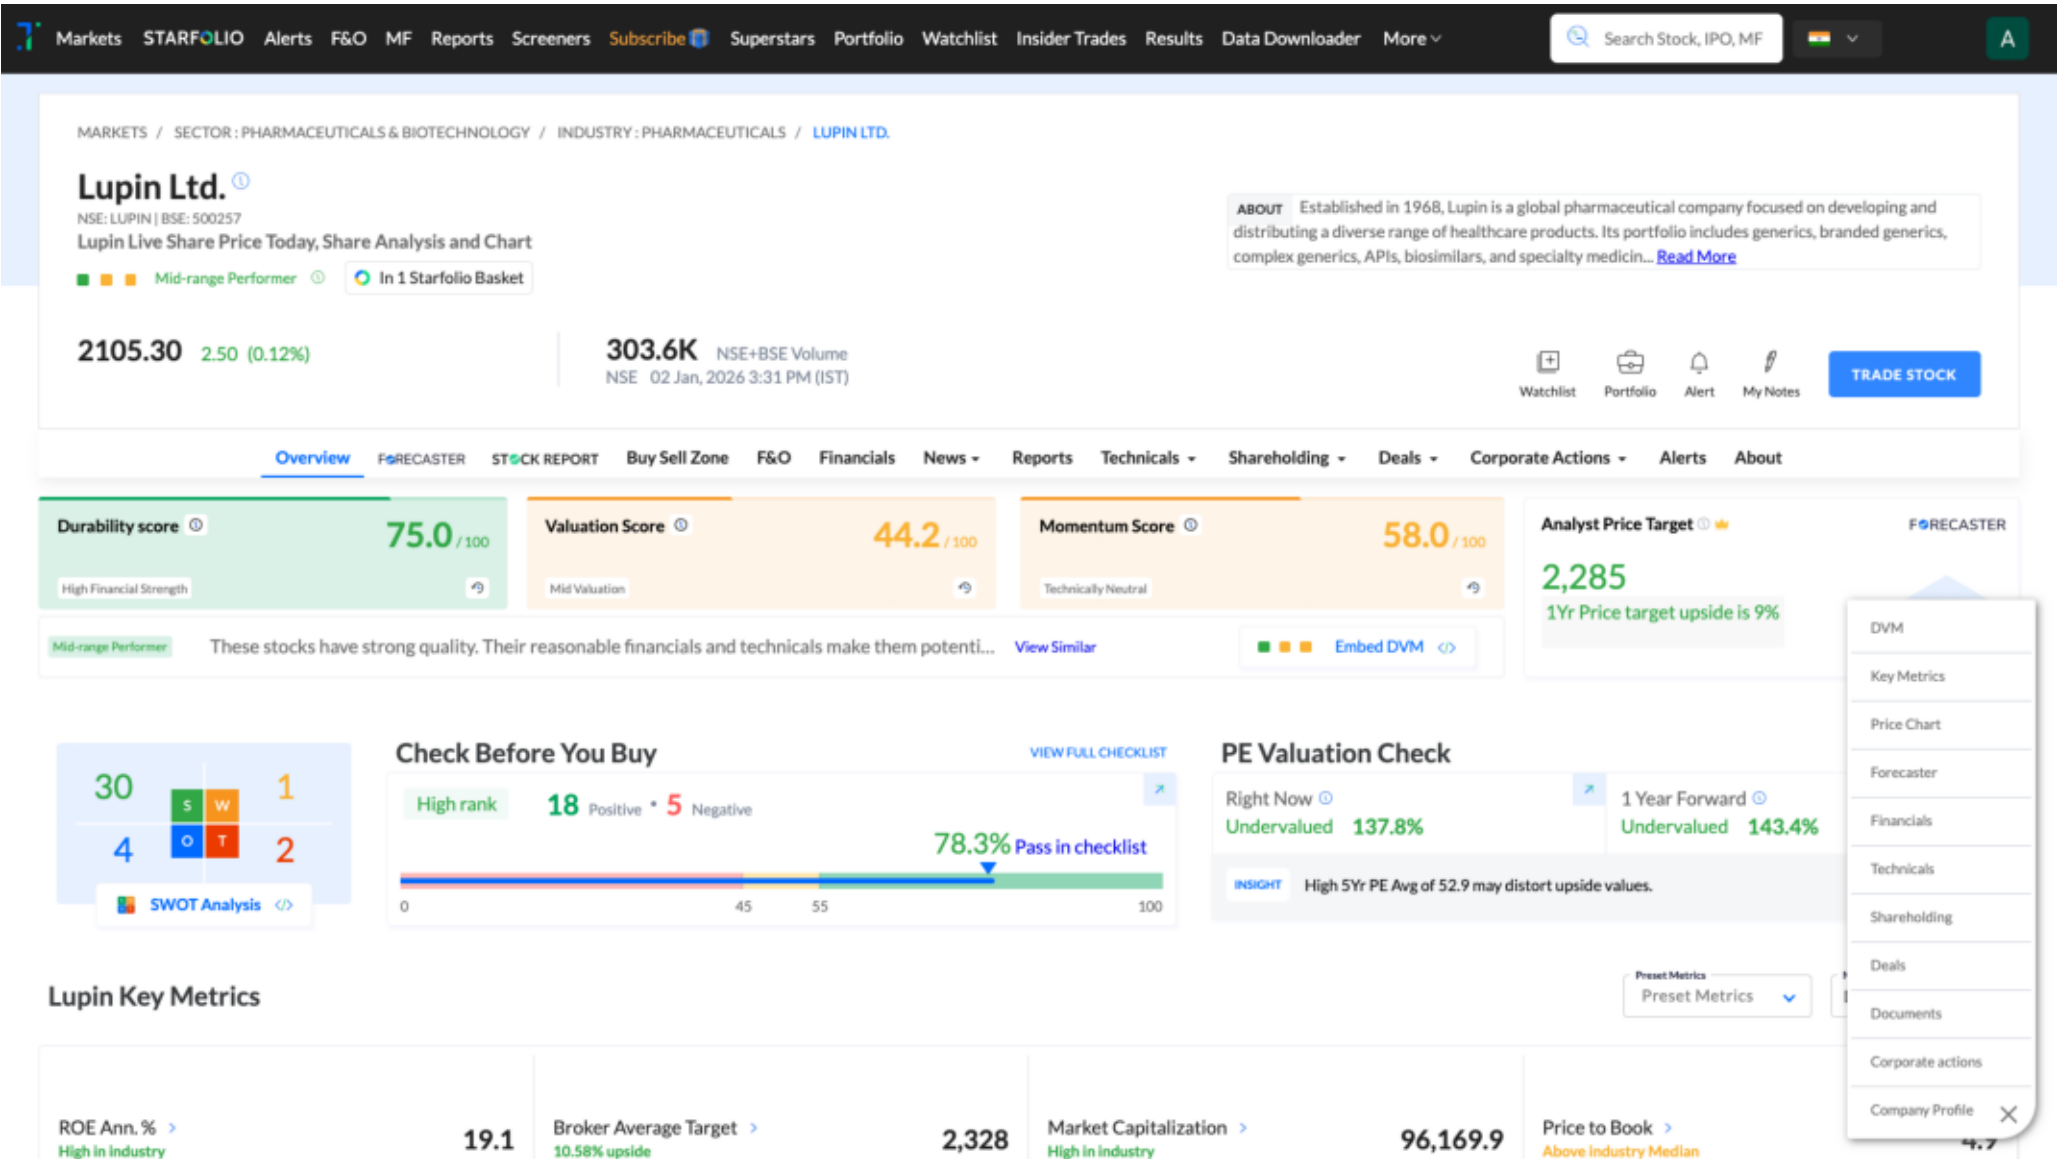 Markets STARFOLIO Alerts F&O MF Reports Screeners Subscribe Superstars Portfolio Watchlist Insider Trades Results Data Downloader More Search Stock, IPO, MF A
MARKETS / SECTOR : PHARMACEUTICALS & BIOTECHNOLOGY / INDUSTRY : PHARMACEUTICALS / LUPIN LTD.
Lupin Ltd.
NSE: LUPIN | BSE: 500257
Lupin Live Share Price Today, Share Analysis and Chart
Mid-range Performer In 1 Starfolio Basket
ABOUT Established in 1968, Lupin is a global pharmaceutical company focused on developing and
distributing a diverse range of healthcare products. Its portfolio includes generics, branded generics,
complex generics, APIs, biosimilars, and specialty medicin... Read More
2105.30 2.50 (0.12%)
303.6K NSE+BSE Volume
NSE 02 Jan, 2026 3:31 PM (IST)
Watchlist Portfolio Alert My Notes TRADE STOCK
Overview FORECASTER STOCK REPORT Buy Sell Zone F&O Financials News Reports Technicals Shareholding Deals Corporate Actions Alerts About
Durability score 75.0 / 100
High Financial Strength
Valuation Score 44.2 / 100
Mid Valuation
Momentum Score 58.0 / 100
Technically Neutral
Analyst Price Target FORECASTER
2,285
1Yr Price target upside is 9%
Mid-range Performer These stocks have strong quality. Their reasonable financials and technicals make them potenti... View Similar Embed DVM </>
30 S W 1
4 O T 2
SWOT Analysis </>
Check Before You Buy VIEW FULL CHECKLIST
High rank 18 Positive • 5 Negative
78.3% Pass in checklist
0 45 55 100
PE Valuation Check
Right Now
Undervalued 137.8%
1 Year Forward
Undervalued 143.4%
INSIGHT High 5Yr PE Avg of 52.9 may distort upside values.
DVM
Key Metrics
Price Chart
Forecaster
Financials
Technicals
Shareholding
Deals
Documents
Corporate actions
Company Profile
Lupin Key Metrics
Preset Metrics
Preset Metrics
ROE Ann. % 19.1
High in industry
Broker Average Target 2,328
10.58% upside
Market Capitalization 96,169.9
High in industry
Price to Book 4.9
Above industry Median